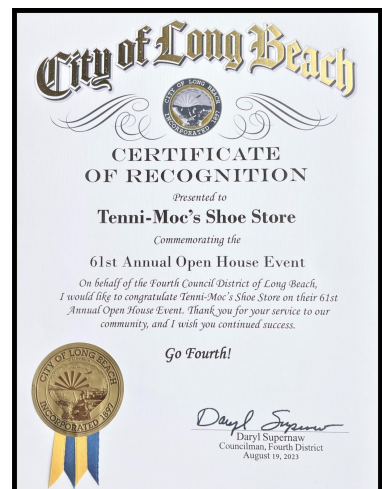 City of Long Beach
CITY OF LONG BEACH
INCORPORATED 1897
CERTIFICATE
OF RECOGNITION
Presented to
Tenni-Moc's Shoe Store
Commemorating the
61st Annual Open House Event
On behalf of the Fourth Council District of Long Beach,
I would like to congratulate Tenni-Moc's Shoe Store on their 61st
Annual Open House Event. Thank you for your service to our
community, and I wish you continued success.
Go Fourth!
CITY OF LONG BEACH
INCORPORATED 1897
Daryl Supernaw
Daryl Supernaw
Councilman, Fourth District
August 19, 2023